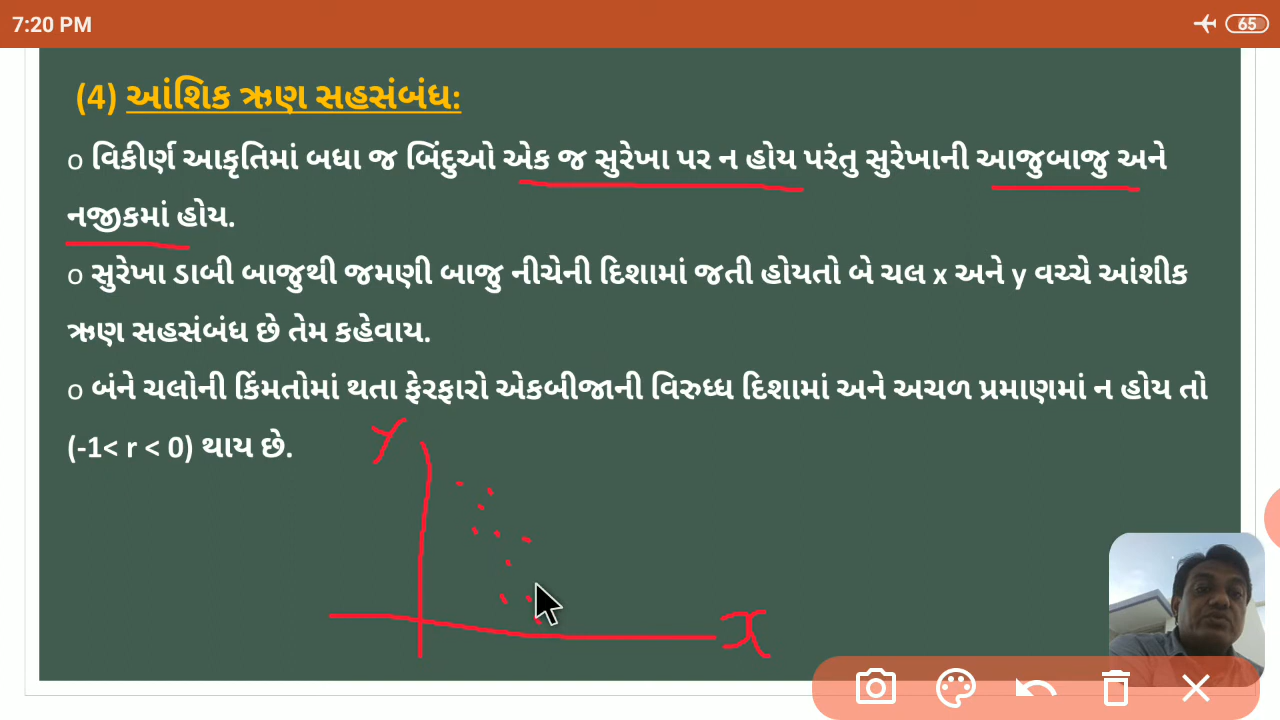 7:20 PM
65
(4) આંશિક ઋણ સહસંબંધ:
o વિકીર્ણ આકૃતિમાં બધા જ બિંદુઓ એક જ સુરેખા પર ન હોય પરંતુ સુરેખાની આજુબાજુ અને
નજીકમાં હોય.
o સુરેખા ડાબી બાજુથી જમણી બાજુ નીચેની દિશામાં જતી હોયતો બે ચલ x અને y વચ્ચે આંશીક
ઋણ સહસંબંધ છે તેમ કહેવાય.
o બંને ચલોની કિંમતોમાં થતા ફેરફારો એકબીજાની વિરુધ્ધ દિશામાં અને અચળ પ્રમાણમાં ન હોય તો
(-1< r < 0) થાય છે.
Y
X